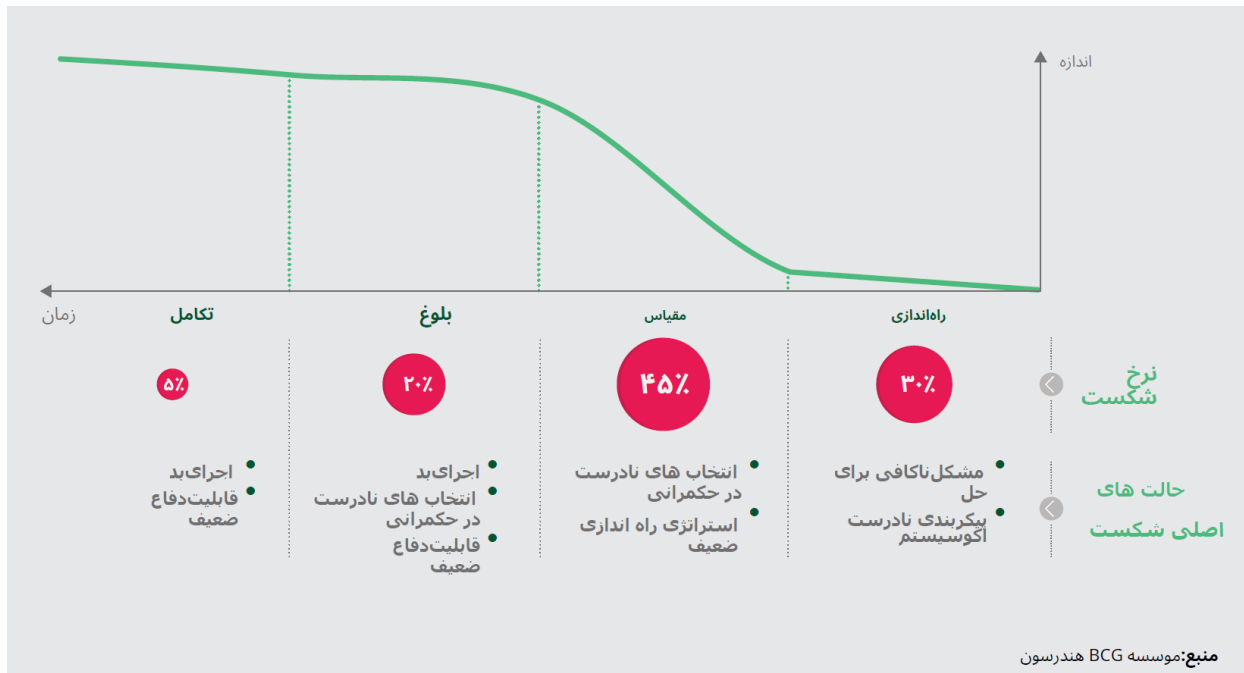 اندازه
زمان
راه‌اندازی
مقیاس
بلوغ
تکامل
نرخ
شکست
۳۰٪
۴۵٪
۲۰٪
۵٪
حالت های
اصلی شکست
• مشکل‌ناکافی برای
حل
• پیکربندی نادرست
اکوسیستم
• انتخاب های نادرست
در حکمرانی
• استراتژی راه اندازی
ضعیف
• اجرای‌بد
• انتخاب های نادرست
در حکمرانی
• قابلیت‌دفاع
ضعیف
• اجرای‌بد
• قابلیت‌دفاع
ضعیف
منبع:موسسه BCG هندرسون